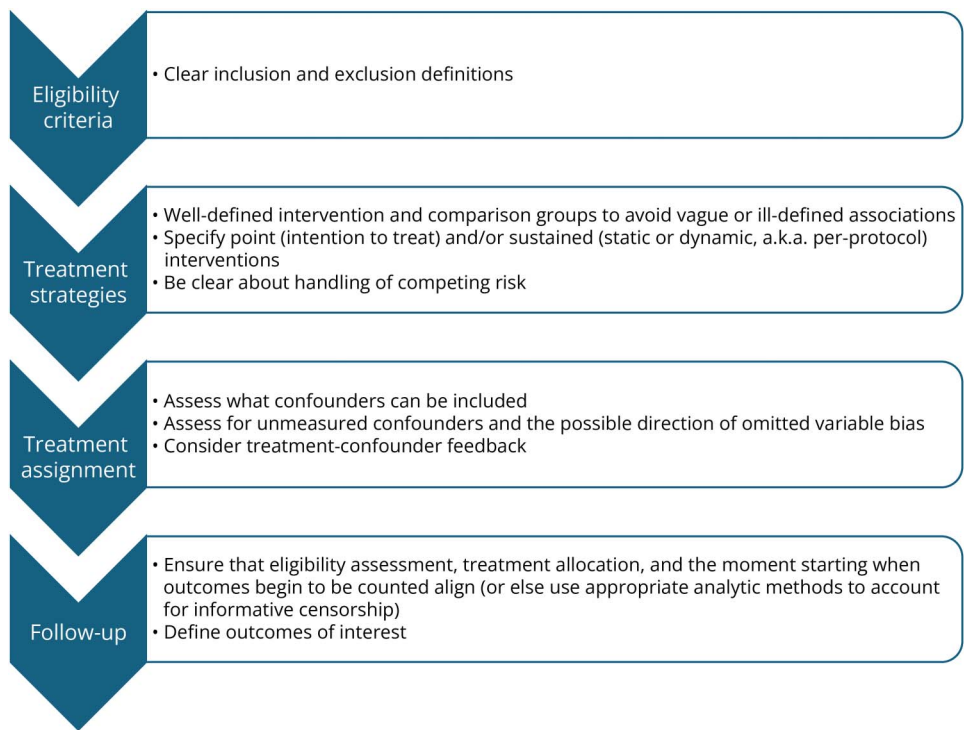 Eligibility
criteria
• Clear inclusion and exclusion definitions
Treatment
strategies
• Well-defined intervention and comparison groups to avoid vague or ill-defined associations
• Specify point (intention to treat) and/or sustained (static or dynamic, a.k.a. per-protocol)
interventions
• Be clear about handling of competing risk
Treatment
assignment
• Assess what confounders can be included
• Assess for unmeasured confounders and the possible direction of omitted variable bias
• Consider treatment-confounder feedback
Follow-up
• Ensure that eligibility assessment, treatment allocation, and the moment starting when
outcomes begin to be counted align (or else use appropriate analytic methods to account
for informative censorship)
• Define outcomes of interest